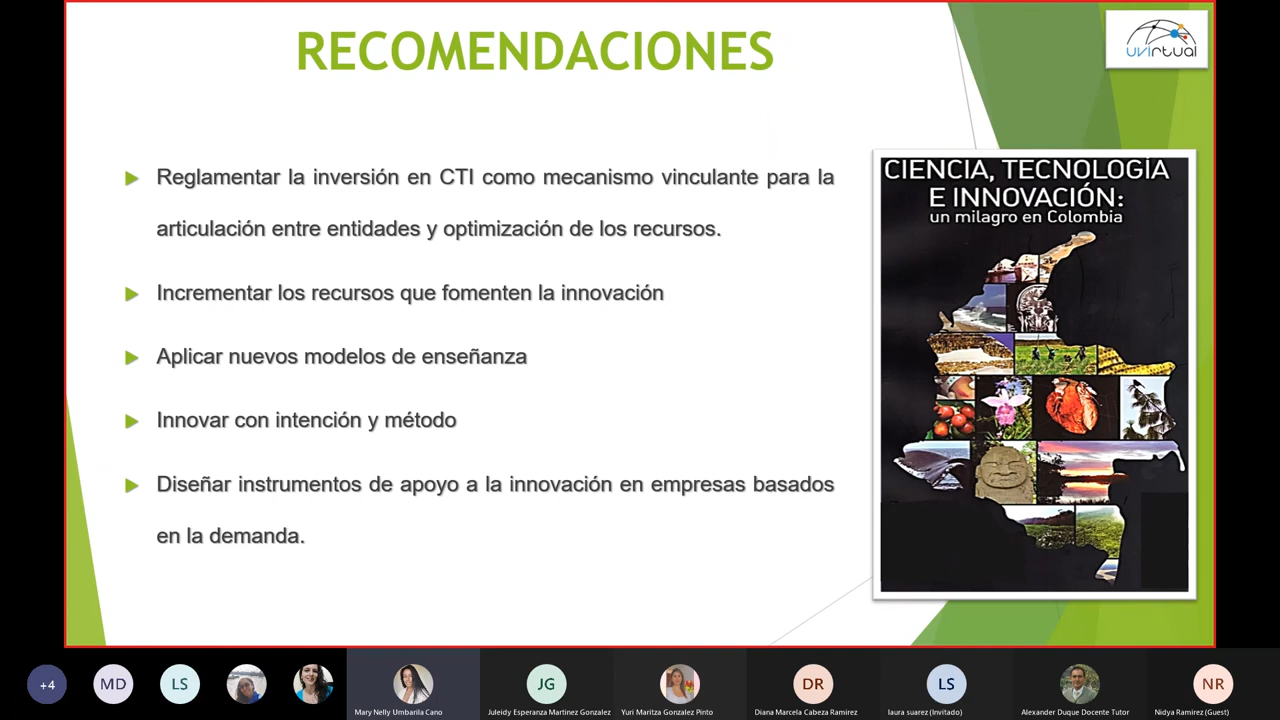 RECOMENDACIONES
uvirtual
Reglamentar la inversión en CTI como mecanismo vinculante para la
articulación entre entidades y optimización de los recursos.
Incrementar los recursos que fomenten la innovación
Aplicar nuevos modelos de enseñanza
Innovar con intención y método
Diseñar instrumentos de apoyo a la innovación en empresas basados
en la demanda.
CIENCIA, TECNOLOGÍA
E INNOVACIÓN:
un milagro en Colombia
+4
MD
LS
Mary Nelly Umbarila Cano
JG
Juleidy Esperanza Martinez Gonzalez
Yuri Maritza Gonzalez Pinto
DR
Diana Marcela Cabeza Ramirez
LS
laura suarez (Invitado)
Alexander Duque Docente Tutor
NR
Nidya Ramirez (Guest)